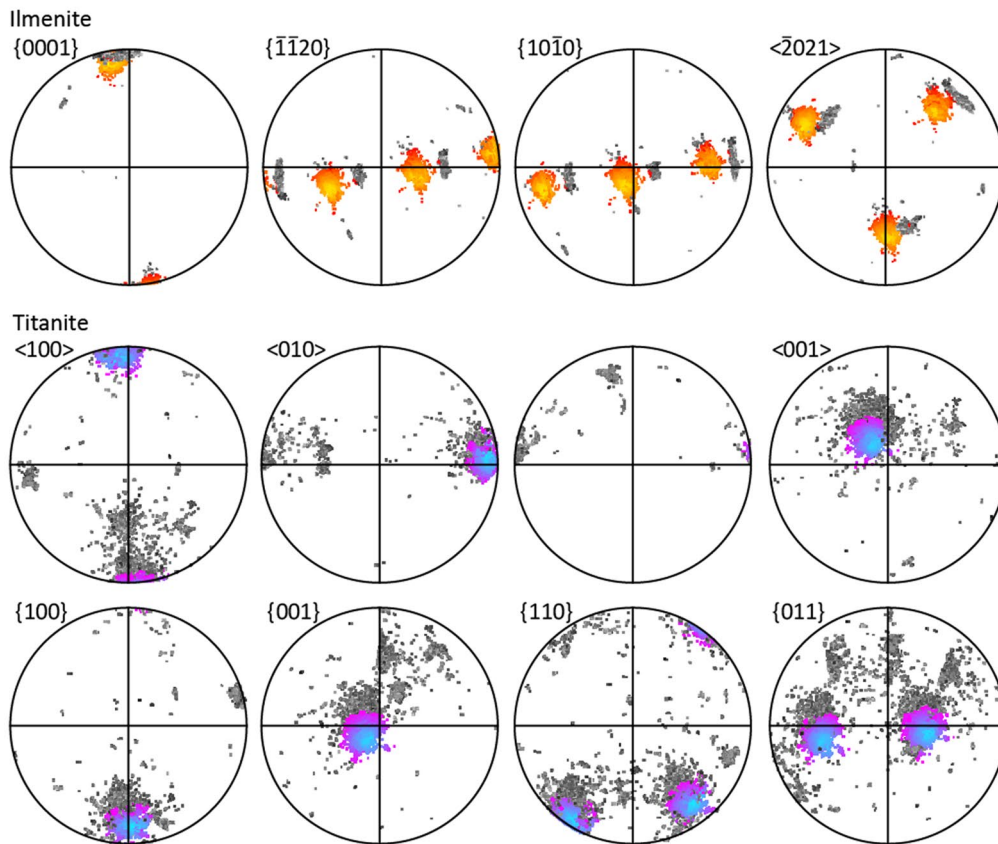 Ilmenite
{0001} {1̄1̄20} {101̄0} <2̄021>
Titanite
<100> <010> <001>
{100} {001} {110} {011}